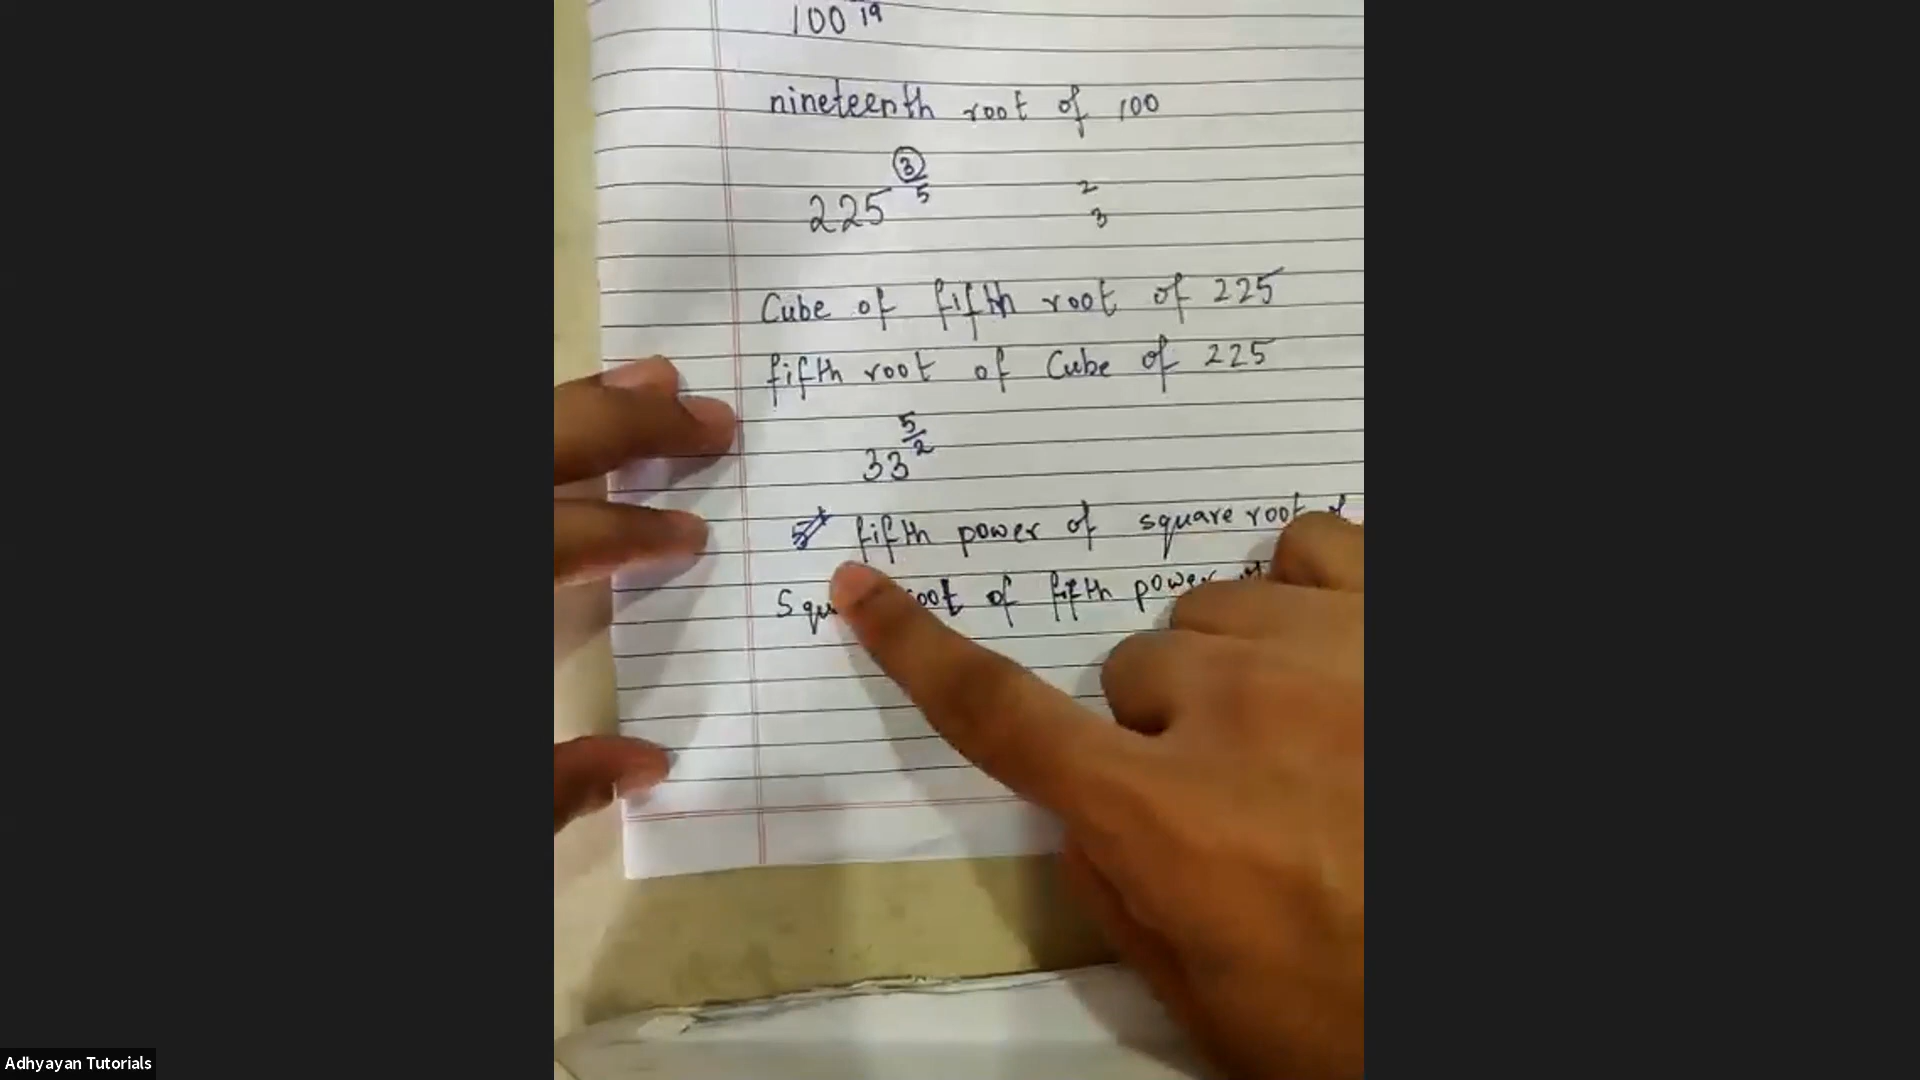 100 19
nineteenth root of 100
225 3/5
2
3
Cube of fifth root of 225
fifth root of Cube of 225
33 5/2
fifth power of square root
root of fifth power
Adhyayan Tutorials